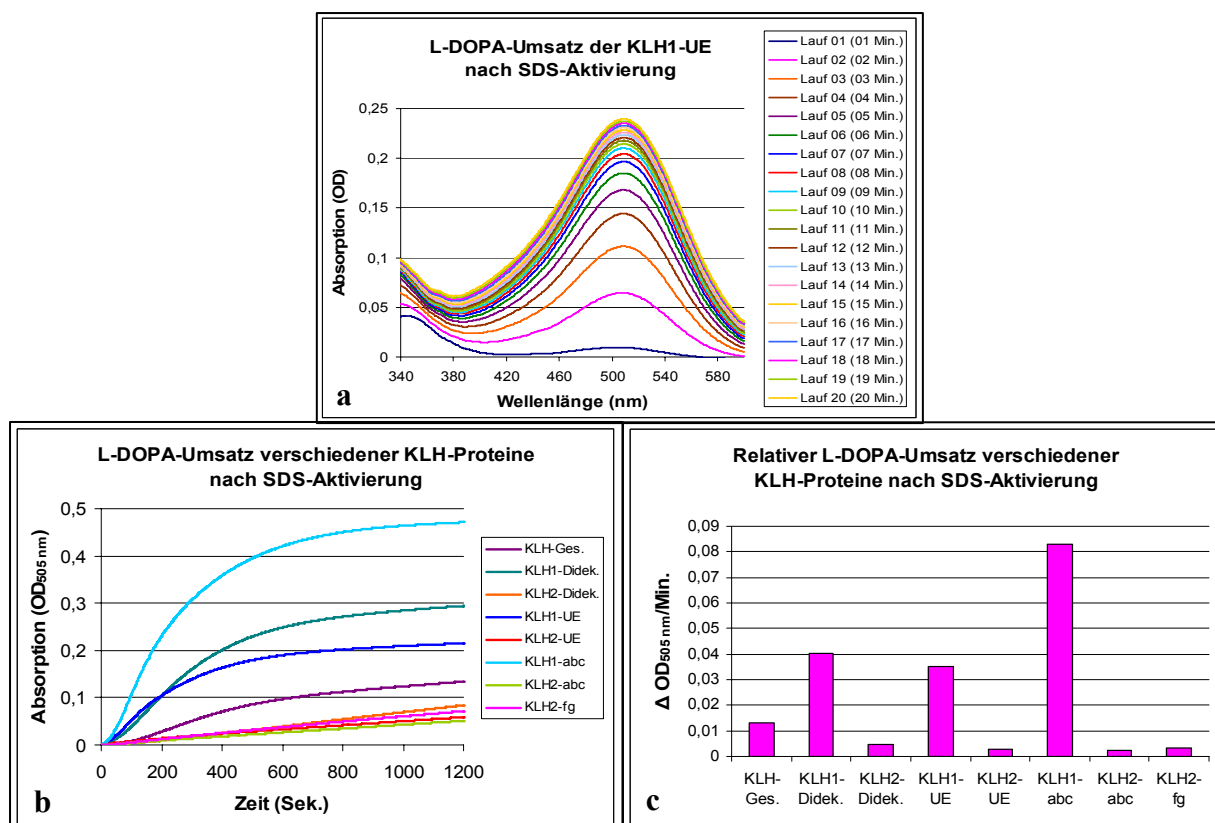 L-DOPA-Umsatz der KLH1-UE
nach SDS-Aktivierung
Absorption (OD)
0,25
0,2
0,15
0,1
0,05
0
340 380 420 460 500 540 580
Wellenlänge (nm)
a
Lauf 01 (01 Min.)
Lauf 02 (02 Min.)
Lauf 03 (03 Min.)
Lauf 04 (04 Min.)
Lauf 05 (05 Min.)
Lauf 06 (06 Min.)
Lauf 07 (07 Min.)
Lauf 08 (08 Min.)
Lauf 09 (09 Min.)
Lauf 10 (10 Min.)
Lauf 11 (11 Min.)
Lauf 12 (12 Min.)
Lauf 13 (13 Min.)
Lauf 14 (14 Min.)
Lauf 15 (15 Min.)
Lauf 16 (16 Min.)
Lauf 17 (17 Min.)
Lauf 18 (18 Min.)
Lauf 19 (19 Min.)
Lauf 20 (20 Min.)
L-DOPA-Umsatz verschiedener KLH-Proteine
nach SDS-Aktivierung
Absorption (OD505 nm)
0,5
0,4
0,3
0,2
0,1
0
0 200 400 600 800 1000 1200
Zeit (Sek.)
b
KLH-Ges.
KLH1-Didek.
KLH2-Didek.
KLH1-UE
KLH2-UE
KLH1-abc
KLH2-abc
KLH2-fg
Relativer L-DOPA-Umsatz verschiedener
KLH-Proteine nach SDS-Aktivierung
Δ OD505 nm/Min.
0,09
0,08
0,07
0,06
0,05
0,04
0,03
0,02
0,01
0
KLH- KLH1- KLH2- KLH1- KLH2- KLH1- KLH2- KLH2-
Ges. Didek. Didek. UE UE abc abc fg
c